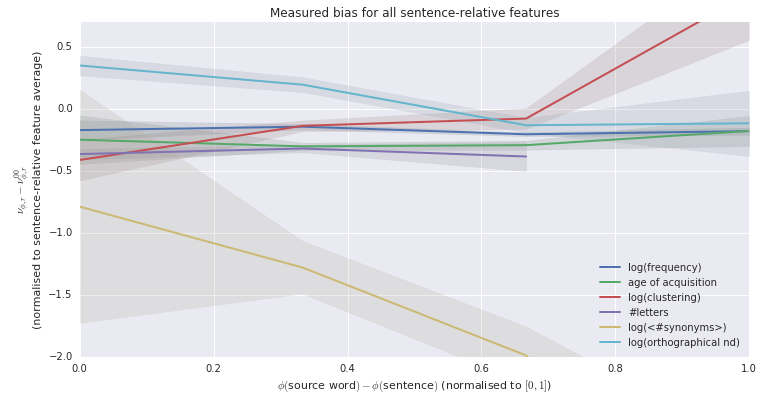 Measured bias for all sentence-relative features
ν_{ϕ,r} − ν^{00}_{ϕ,r}
(normalised to sentence-relative feature average)
0.5
0.0
−0.5
−1.0
−1.5
−2.0
log(frequency)
age of acquisition
log(clustering)
#letters
log(<#synonyms>)
log(orthographical nd)
0.0 0.2 0.4 0.6 0.8 1.0
ϕ(source word) − ϕ(sentence) (normalised to [0, 1])